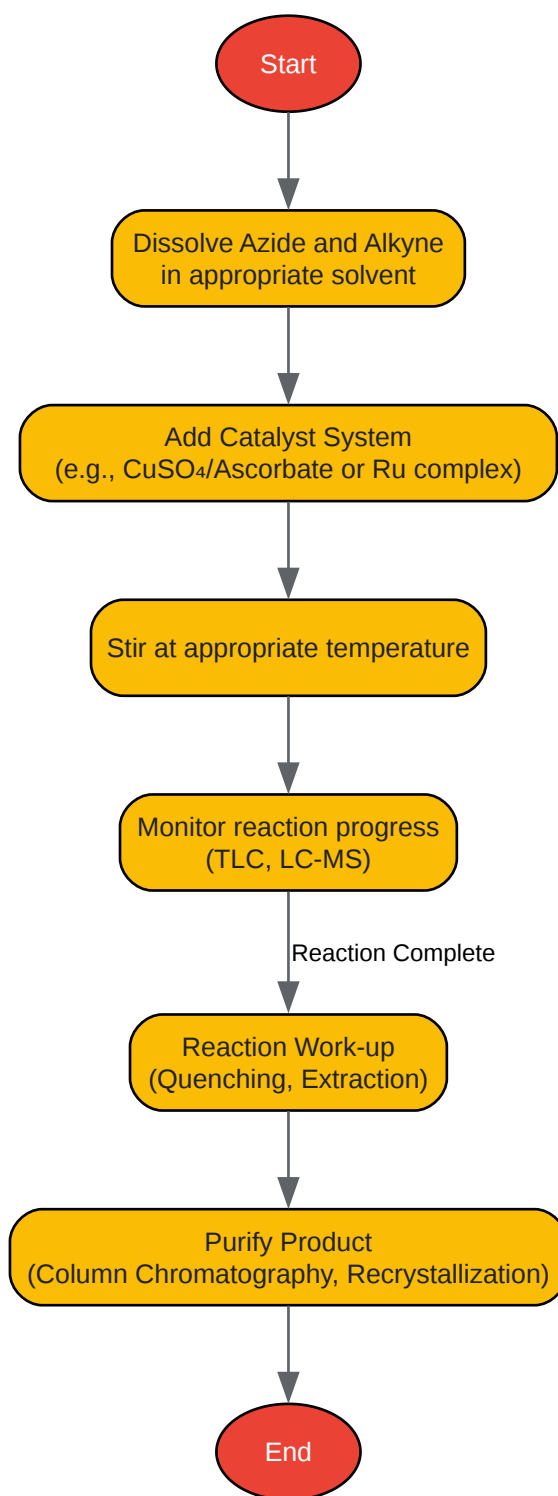 Start
Dissolve Azide and Alkyne
in appropriate solvent
Add Catalyst System
(e.g., CuSO₄/Ascorbate or Ru complex)
Stir at appropriate temperature
Monitor reaction progress
(TLC, LC-MS)
Reaction Complete
Reaction Work-up
(Quenching, Extraction)
Purify Product
(Column Chromatography, Recrystallization)
End